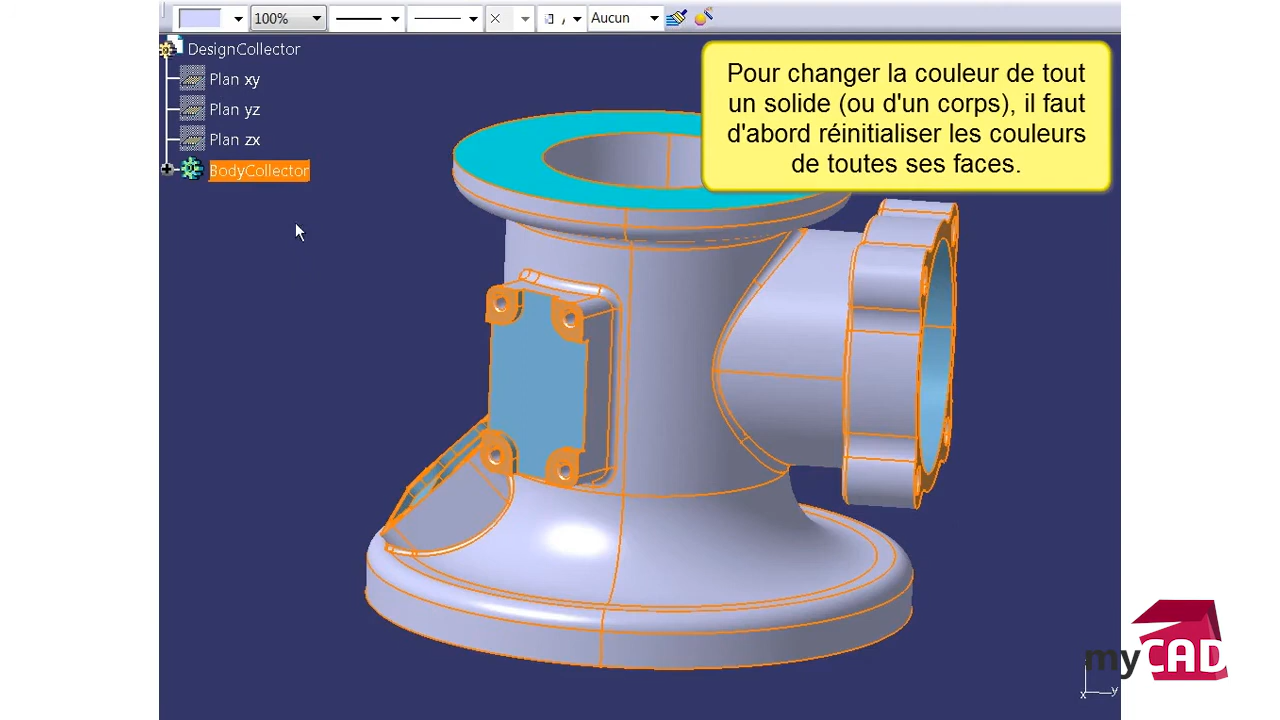 100%
Aucun
DesignCollector
Plan xy
Plan yz
Plan zx
BodyCollector
Pour changer la couleur de tout
un solide (ou d'un corps), il faut
d'abord réinitialiser les couleurs
de toutes ses faces.
myCAD
x y